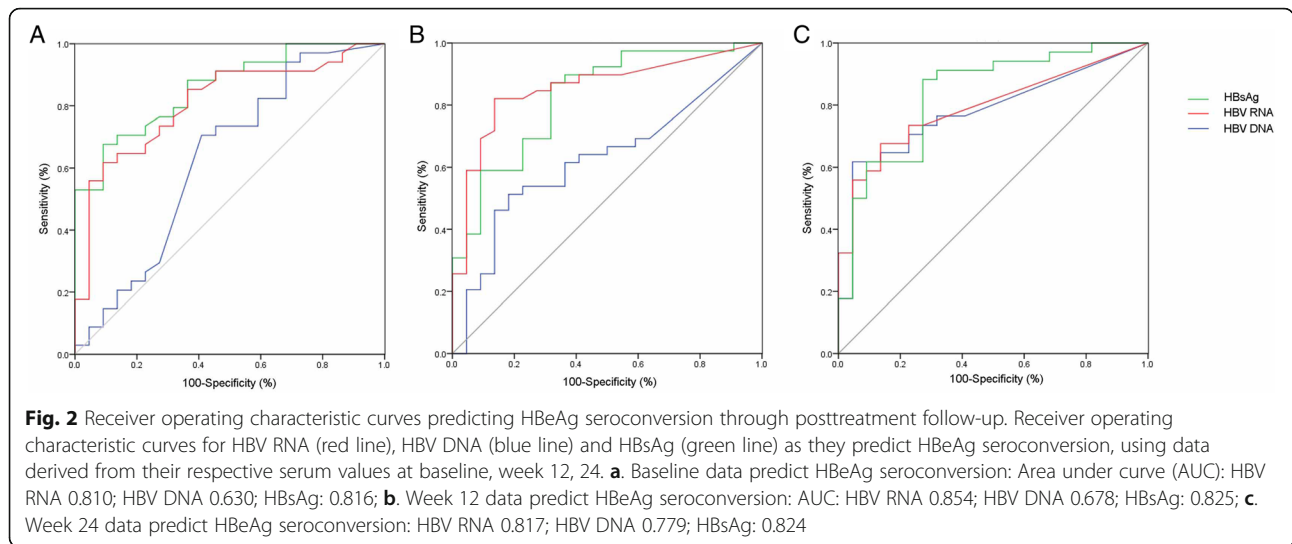 A
B
C
1.0
0.8
0.6
0.4
0.2
0.0
Sensitivity (%)
0.0 0.2 0.4 0.6 0.8 1.0
100-Specificity (%)
1.0
0.8
0.6
0.4
0.2
0.0
Sensitivity (%)
0.0 0.2 0.4 0.6 0.8 1.0
100-Specificity (%)
1.0
0.8
0.6
0.4
0.2
0.0
Sensitivity (%)
0.0 0.2 0.4 0.6 0.8 1.0
100-Specificity (%)
HBsAg
HBV RNA
HBV DNA
Fig. 2 Receiver operating characteristic curves predicting HBeAg seroconversion through posttreatment follow-up. Receiver operating
characteristic curves for HBV RNA (red line), HBV DNA (blue line) and HBsAg (green line) as they predict HBeAg seroconversion, using data
derived from their respective serum values at baseline, week 12, 24. a. Baseline data predict HBeAg seroconversion: Area under curve (AUC): HBV
RNA 0.810; HBV DNA 0.630; HBsAg: 0.816; b. Week 12 data predict HBeAg seroconversion: AUC: HBV RNA 0.854; HBV DNA 0.678; HBsAg: 0.825; c.
Week 24 data predict HBeAg seroconversion: HBV RNA 0.817; HBV DNA 0.779; HBsAg: 0.824